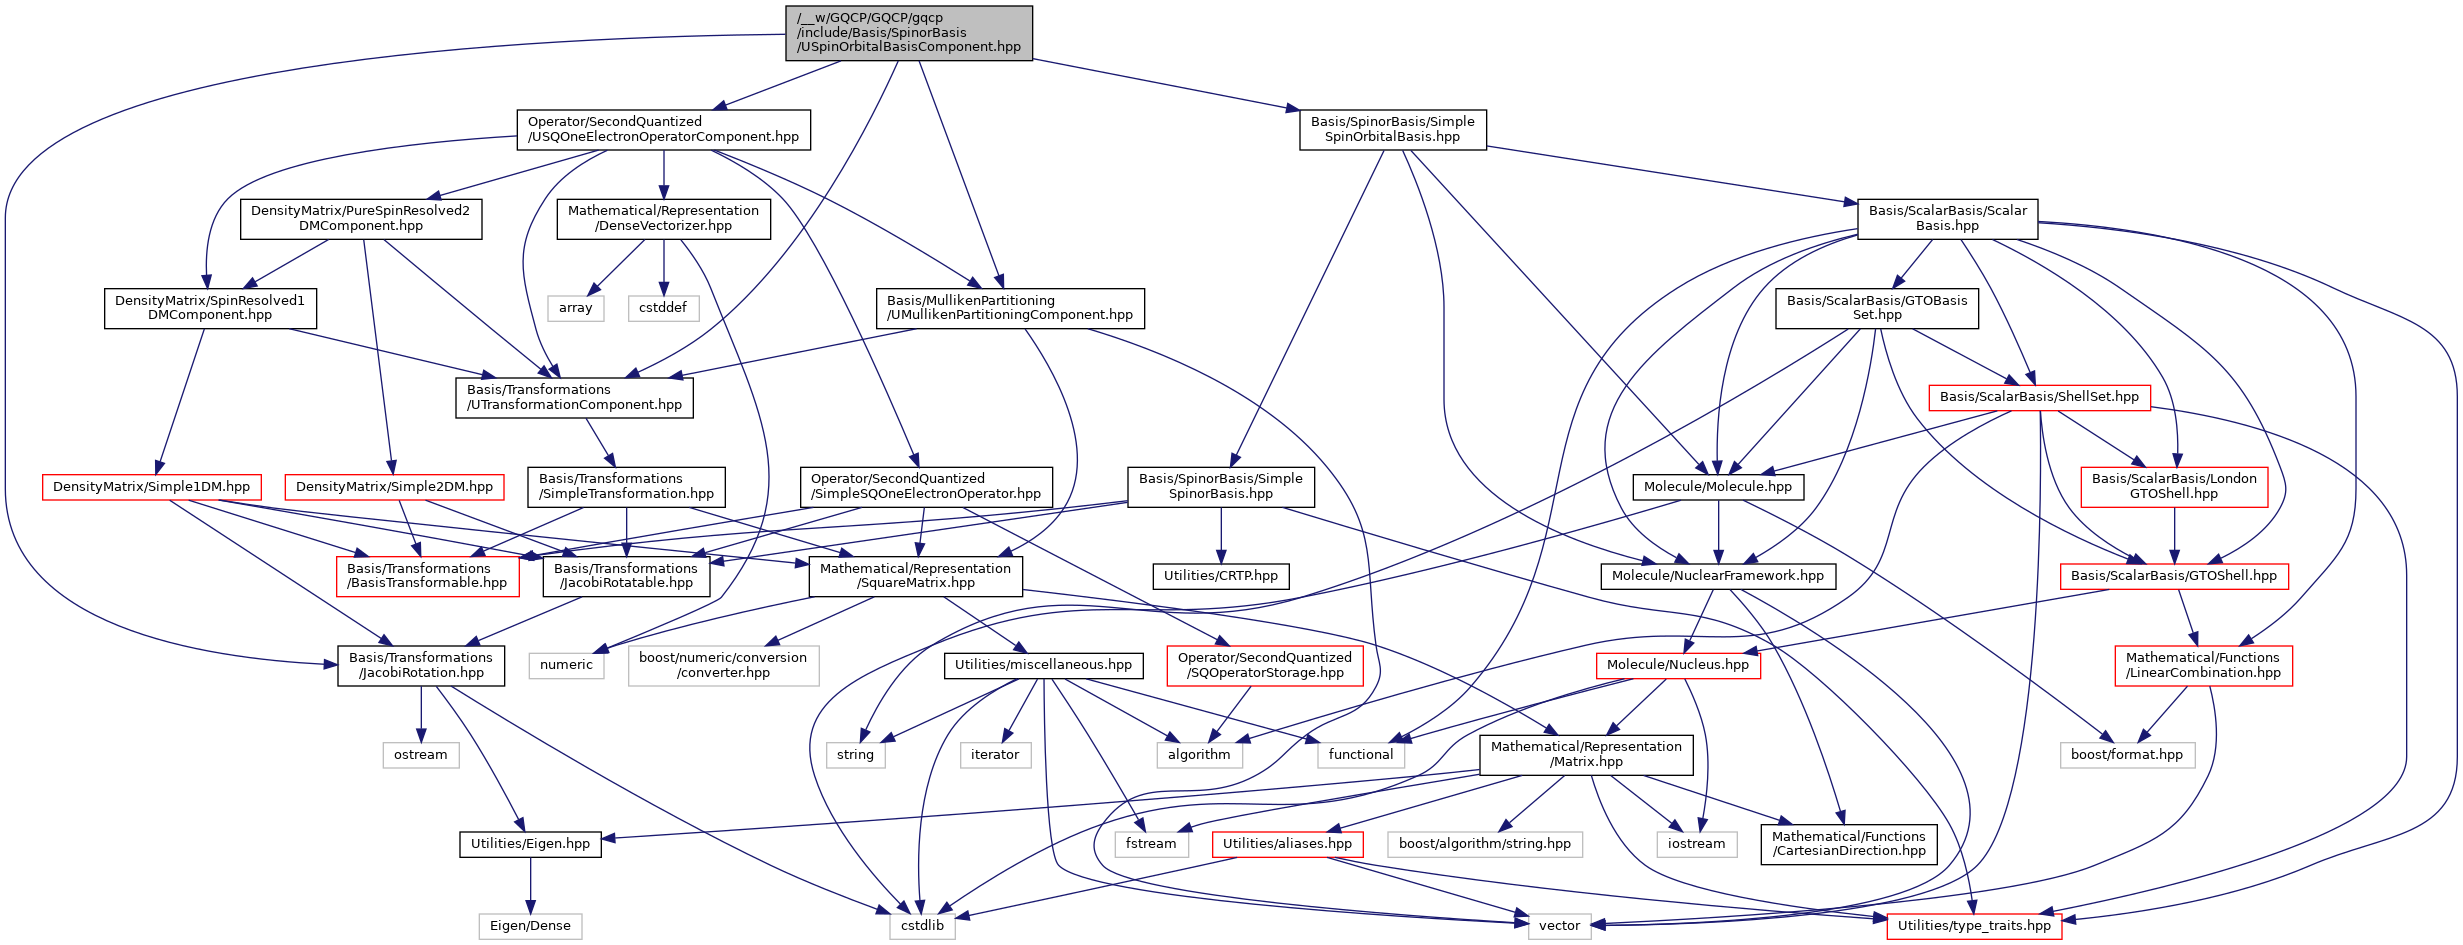 /__w/GQCP/GQCP/gqcp
/include/Basis/SpinorBasis
/USpinOrbitalBasisComponent.hpp
Operator/SecondQuantized
/USQOneElectronOperatorComponent.hpp
Basis/SpinorBasis/Simple
SpinOrbitalBasis.hpp
DensityMatrix/PureSpinResolved2
DMComponent.hpp
Mathematical/Representation
/DenseVectorizer.hpp
Basis/ScalarBasis/Scalar
Basis.hpp
DensityMatrix/SpinResolved1
DMComponent.hpp
array
cstddef
Basis/MullikenPartitioning
/UMullikenPartitioningComponent.hpp
Basis/ScalarBasis/GTOBasis
Set.hpp
Basis/Transformations
/UTransformationComponent.hpp
Basis/ScalarBasis/ShellSet.hpp
DensityMatrix/Simple1DM.hpp
DensityMatrix/Simple2DM.hpp
Basis/Transformations
/SimpleTransformation.hpp
Operator/SecondQuantized
/SimpleSQOneElectronOperator.hpp
Basis/SpinorBasis/Simple
SpinorBasis.hpp
Molecule/Molecule.hpp
Basis/ScalarBasis/London
GTOShell.hpp
Basis/Transformations
/BasisTransformable.hpp
Basis/Transformations
/JacobiRotatable.hpp
Mathematical/Representation
/SquareMatrix.hpp
Utilities/CRTP.hpp
Molecule/NuclearFramework.hpp
Basis/ScalarBasis/GTOShell.hpp
Basis/Transformations
/JacobiRotation.hpp
numeric
boost/numeric/conversion
/converter.hpp
Utilities/miscellaneous.hpp
Operator/SecondQuantized
/SQOperatorStorage.hpp
Molecule/Nucleus.hpp
Mathematical/Functions
/LinearCombination.hpp
ostream
string
iterator
algorithm
functional
Mathematical/Representation
/Matrix.hpp
boost/format.hpp
Utilities/Eigen.hpp
fstream
Utilities/aliases.hpp
boost/algorithm/string.hpp
iostream
Mathematical/Functions
/CartesianDirection.hpp
Eigen/Dense
cstdlib
vector
Utilities/type_traits.hpp